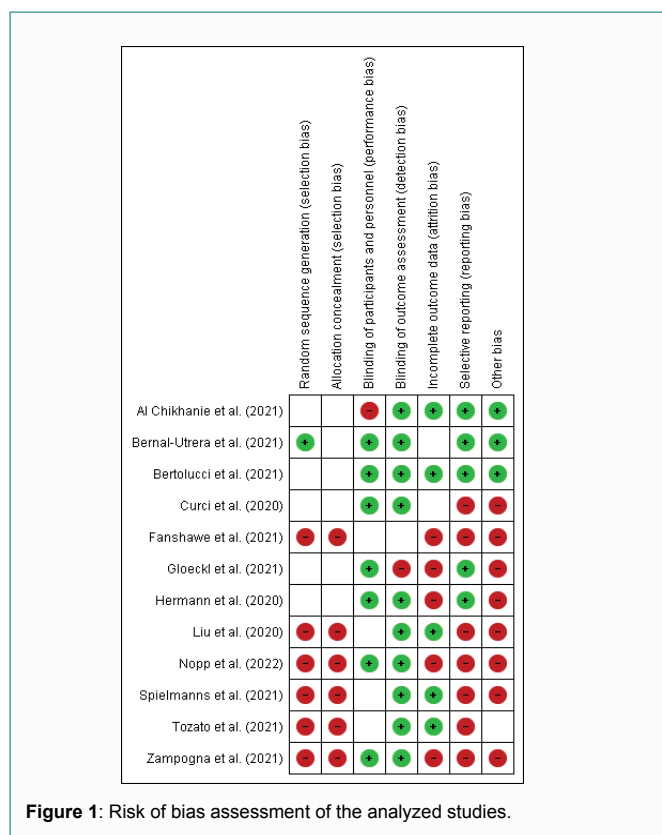 Random sequence generation (selection bias)
Allocation concealment (selection bias)
Blinding of participants and personnel (performance bias)
Blinding of outcome assessment (detection bias)
Incomplete outcome data (attrition bias)
Selective reporting (reporting bias)
Other bias
Al Chikhanie et al. (2021) - + + + +
Bernal-Utrera et al. (2021) + + + + +
Bertolucci et al. (2021) + + + + +
Curci et al. (2020) + + - -
Fanshawe et al. (2021) - - - - -
Gloeckl et al. (2021) + - - + -
Hermann et al. (2020) + + - + -
Liu et al. (2020) - - + + - -
Nopp et al. (2022) - - + + - - -
Spielmanns et al. (2021) - - + + - -
Tozato et al. (2021) - - + + -
Zampogna et al. (2021) - - + + - - -
Figure 1: Risk of bias assessment of the analyzed studies.